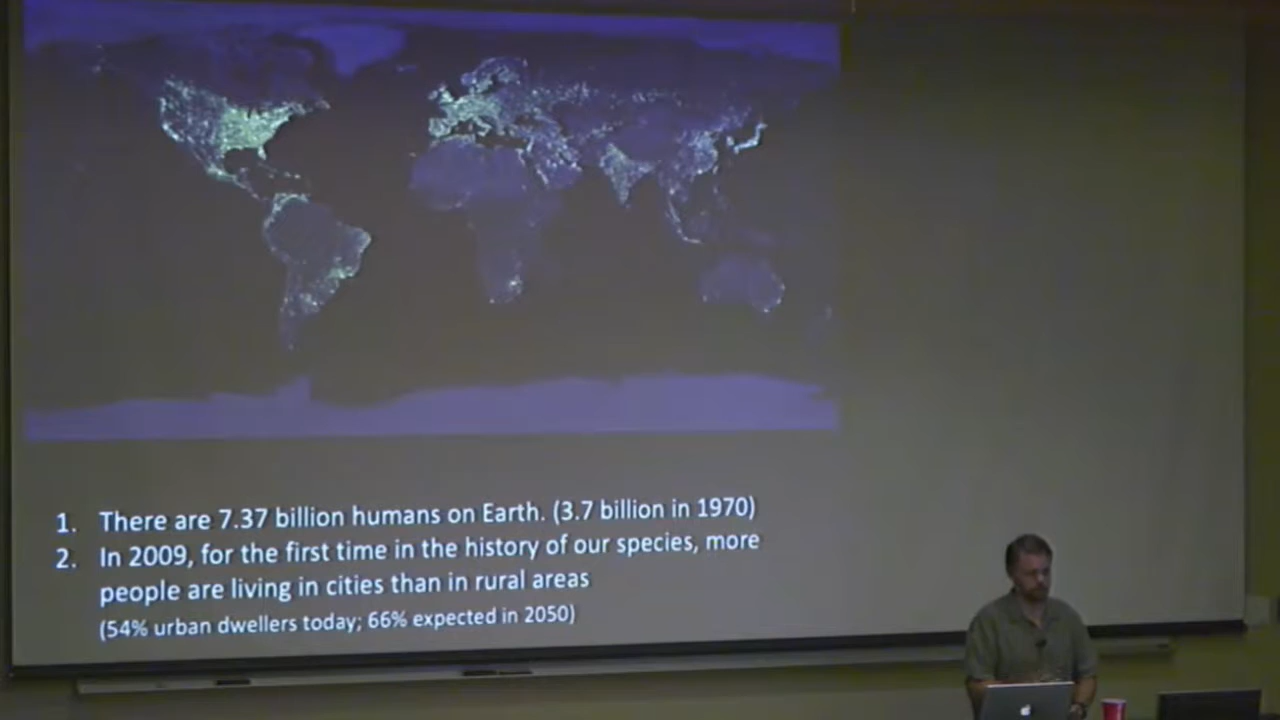 1. There are 7.37 billion humans on Earth. (3.7 billion in 1970)
2. In 2009, for the first time in the history of our species, more
people are living in cities than in rural areas
(54% urban dwellers today; 66% expected in 2050)